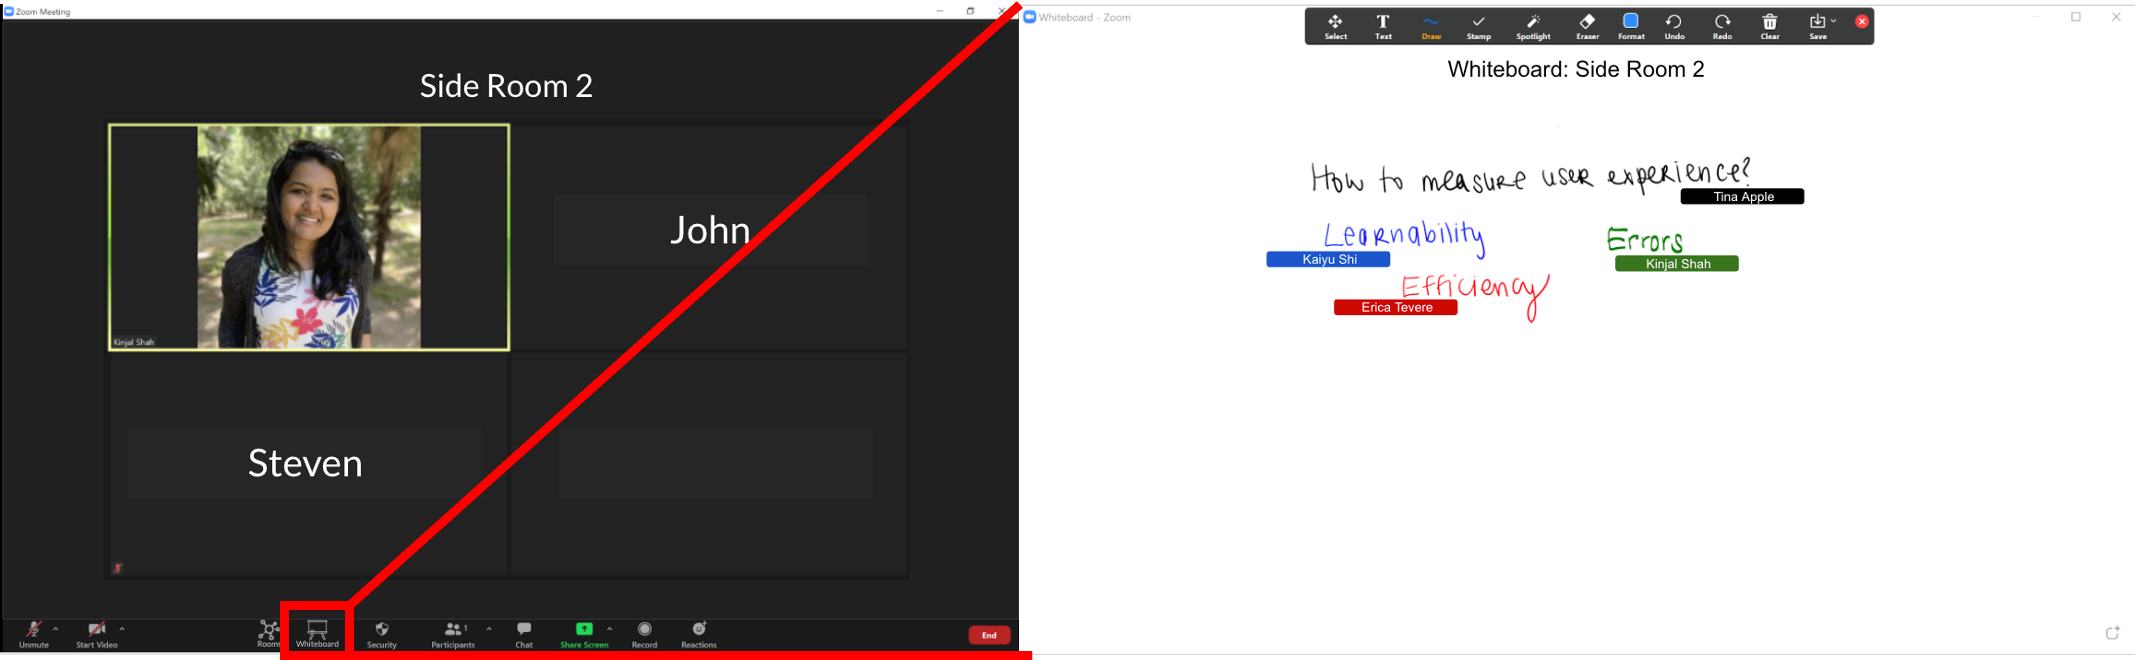 Zoom Meeting
Side Room 2
Kinjal Shah
John
Steven
Unmute
Start Video
Rooms
Whiteboard
Security
Participants
1
Chat
Share Screen
Record
Reactions
End
Whiteboard - Zoom
Select
Text
Draw
Stamp
Spotlight
Eraser
Format
Undo
Redo
Clear
Save
Whiteboard: Side Room 2
How to measure user experience?
Tina Apple
Learnability
Kaiyu Shi
Errors
Kinjal Shah
Efficiency
Erica Tevere